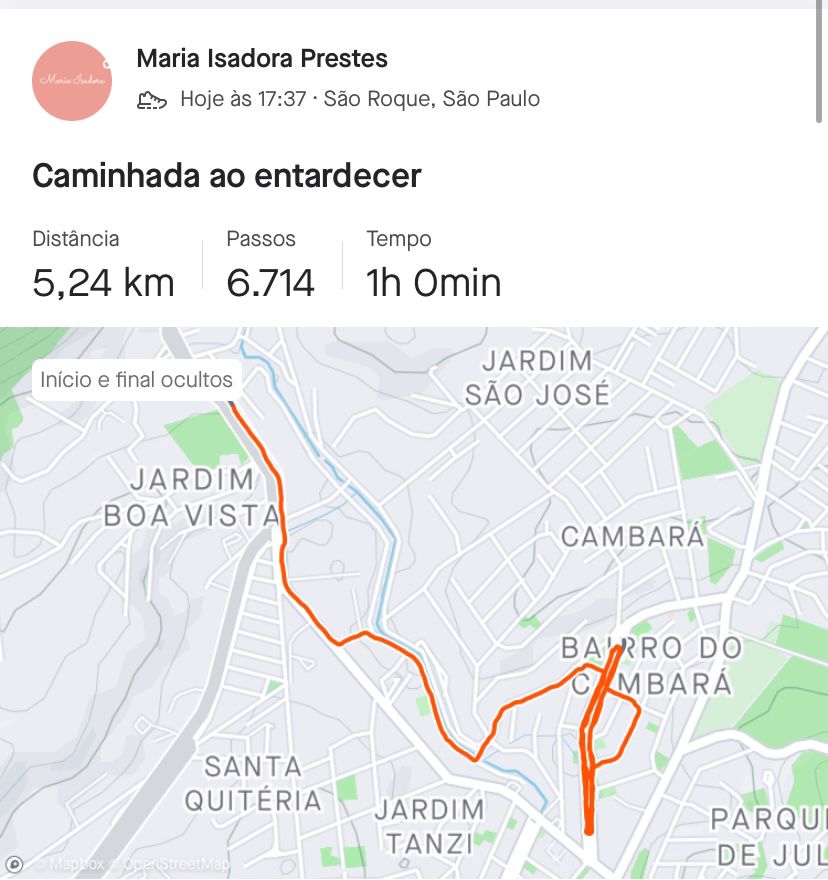 Maria Isadora
Maria Isadora Prestes
Hoje às 17:37 · São Roque, São Paulo
Caminhada ao entardecer
Distância Passos Tempo
5,24 km 6.714 1h 0min
Início e final ocultos
JARDIM
SÃO JOSÉ
JARDIM
BOA VISTA
CAMBARÁ
BAIRRO DO
CAMBARÁ
SANTA
QUITÉRIA
JARDIM
TANZI
PARQU
DE JUL
© Mapbox © OpenStreetMap